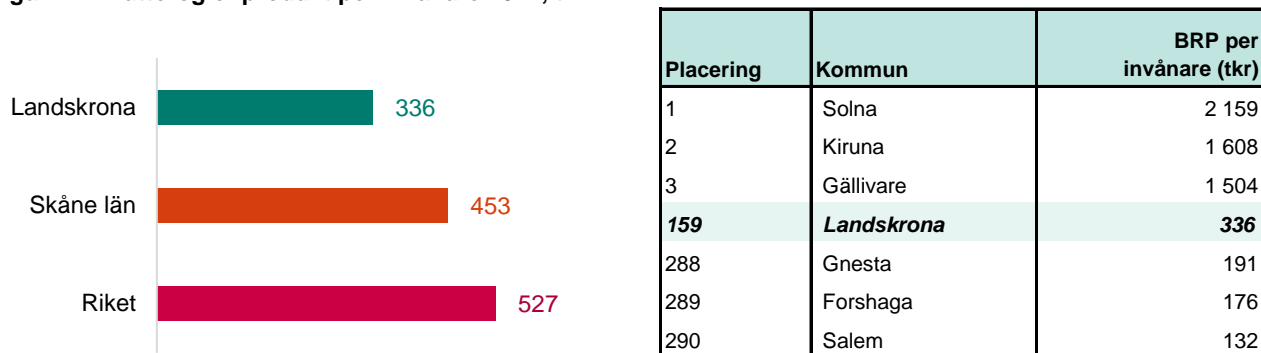 Landskrona 336
Skåne län 453
Riket 527
Placering Kommun BRP per invånare (tkr)
1 Solna 2 159
2 Kiruna 1 608
3 Gällivare 1 504
159 Landskrona 336
288 Gnesta 191
289 Forshaga 176
290 Salem 132